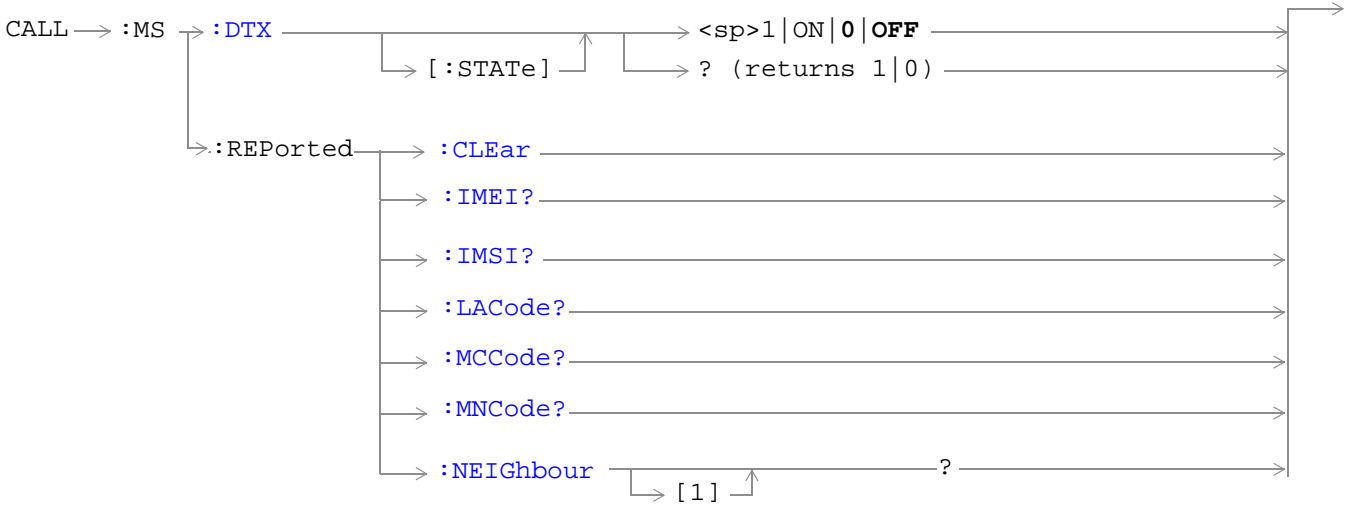 CALL :MS :DTX <sp>1|ON|0|OFF
[:STATe] ? (returns 1|0)
:REPorted :CLEar
:IMEI?
:IMSI?
:LACode?
:MCCode?
:MNCode?
:NEIGhbour ?
[1]